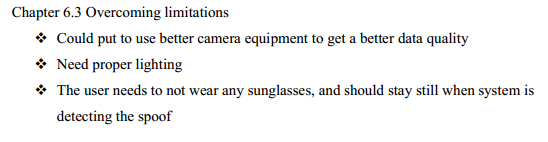 Chapter 6.3 Overcoming limitations
❖ Could put to use better camera equipment to get a better data quality
❖ Need proper lighting
❖ The user needs to not wear any sunglasses, and should stay still when system is
detecting the spoof